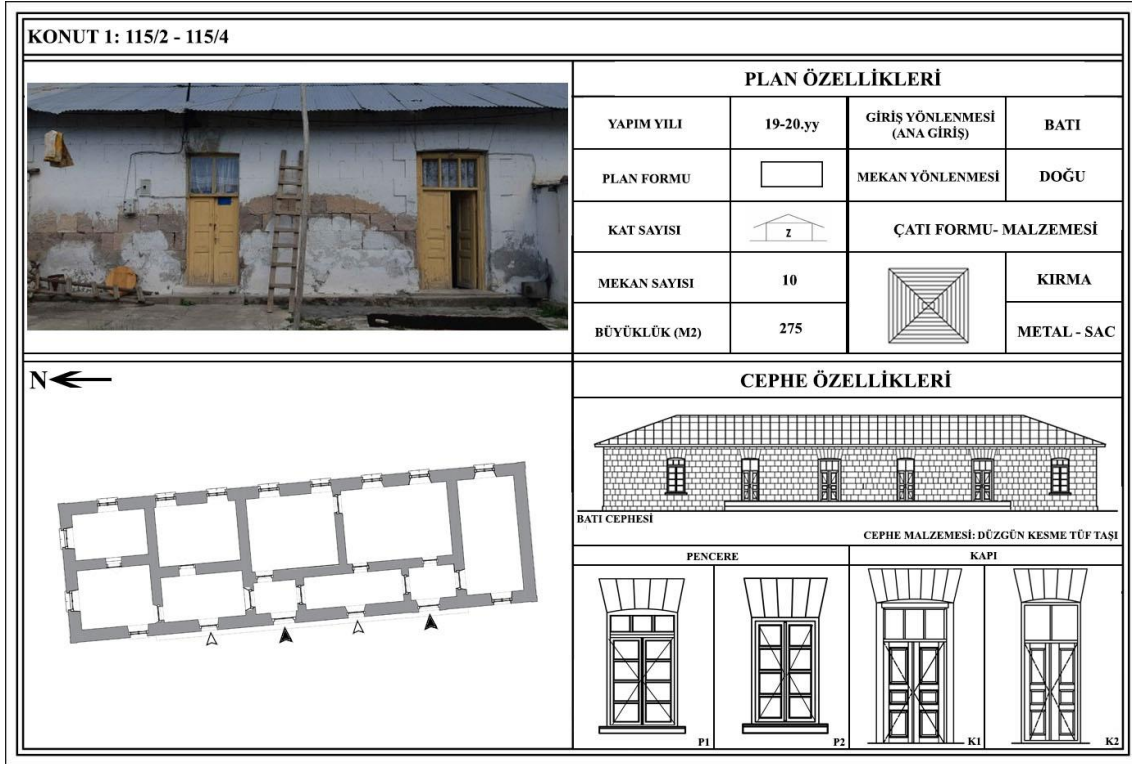 KONUT 1: 115/2 - 115/4
PLAN ÖZELLİKLERİ
YAPIM YILI
19-20.yy
GİRİŞ YÖNLENMESİ
(ANA GİRİŞ)
BATI
PLAN FORMU
MEKAN YÖNLENMESİ
DOĞU
KAT SAYISI
Z
ÇATI FORMU- MALZEMESİ
MEKAN SAYISI
10
KIRMA
BÜYÜKLÜK (M2)
275
METAL - SAC
N
CEPHE ÖZELLİKLERİ
BATI CEPHESİ
CEPHE MALZEMESİ: DÜZGÜN KESME TÜF TAŞI
PENCERE
KAPI
P1
P2
K1
K2